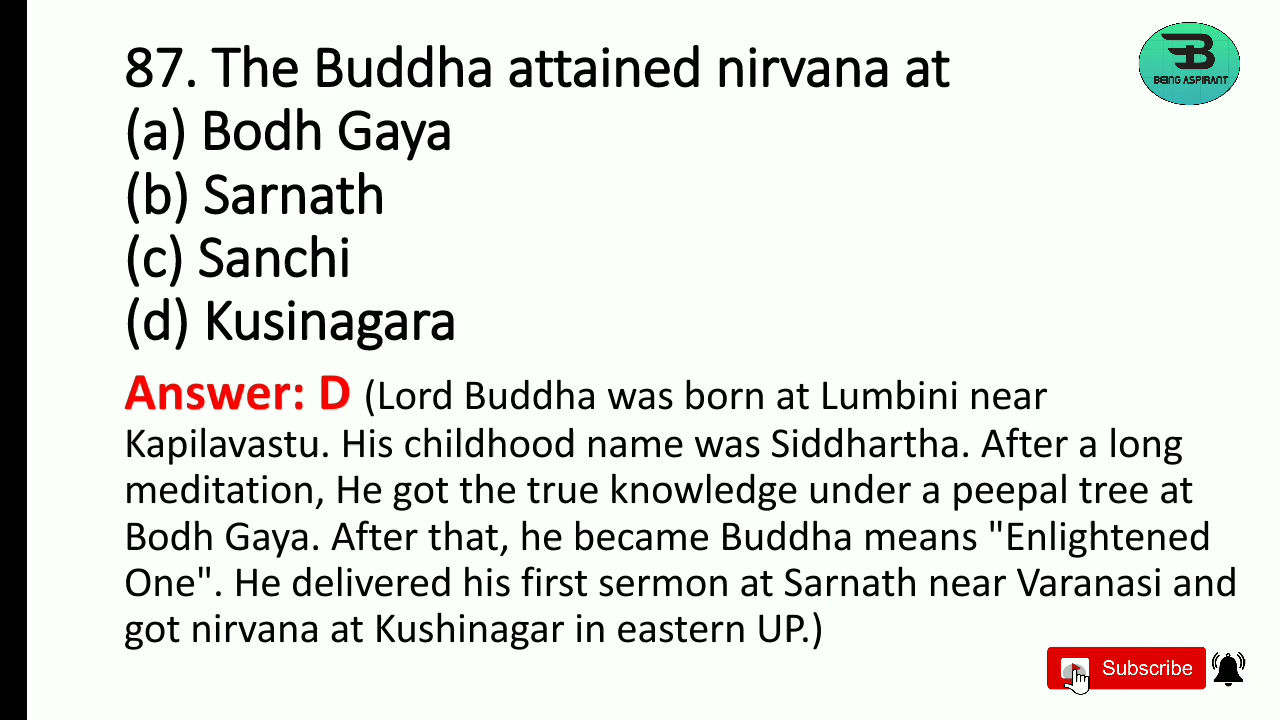 87. The Buddha attained nirvana at
(a) Bodh Gaya
(b) Sarnath
(c) Sanchi
(d) Kusinagara
Answer: D (Lord Buddha was born at Lumbini near
Kapilavastu. His childhood name was Siddhartha. After a long
meditation, He got the true knowledge under a peepal tree at
Bodh Gaya. After that, he became Buddha means "Enlightened
One". He delivered his first sermon at Sarnath near Varanasi and
got nirvana at Kushinagar in eastern UP.)
BEING ASPIRANT
Subscribe